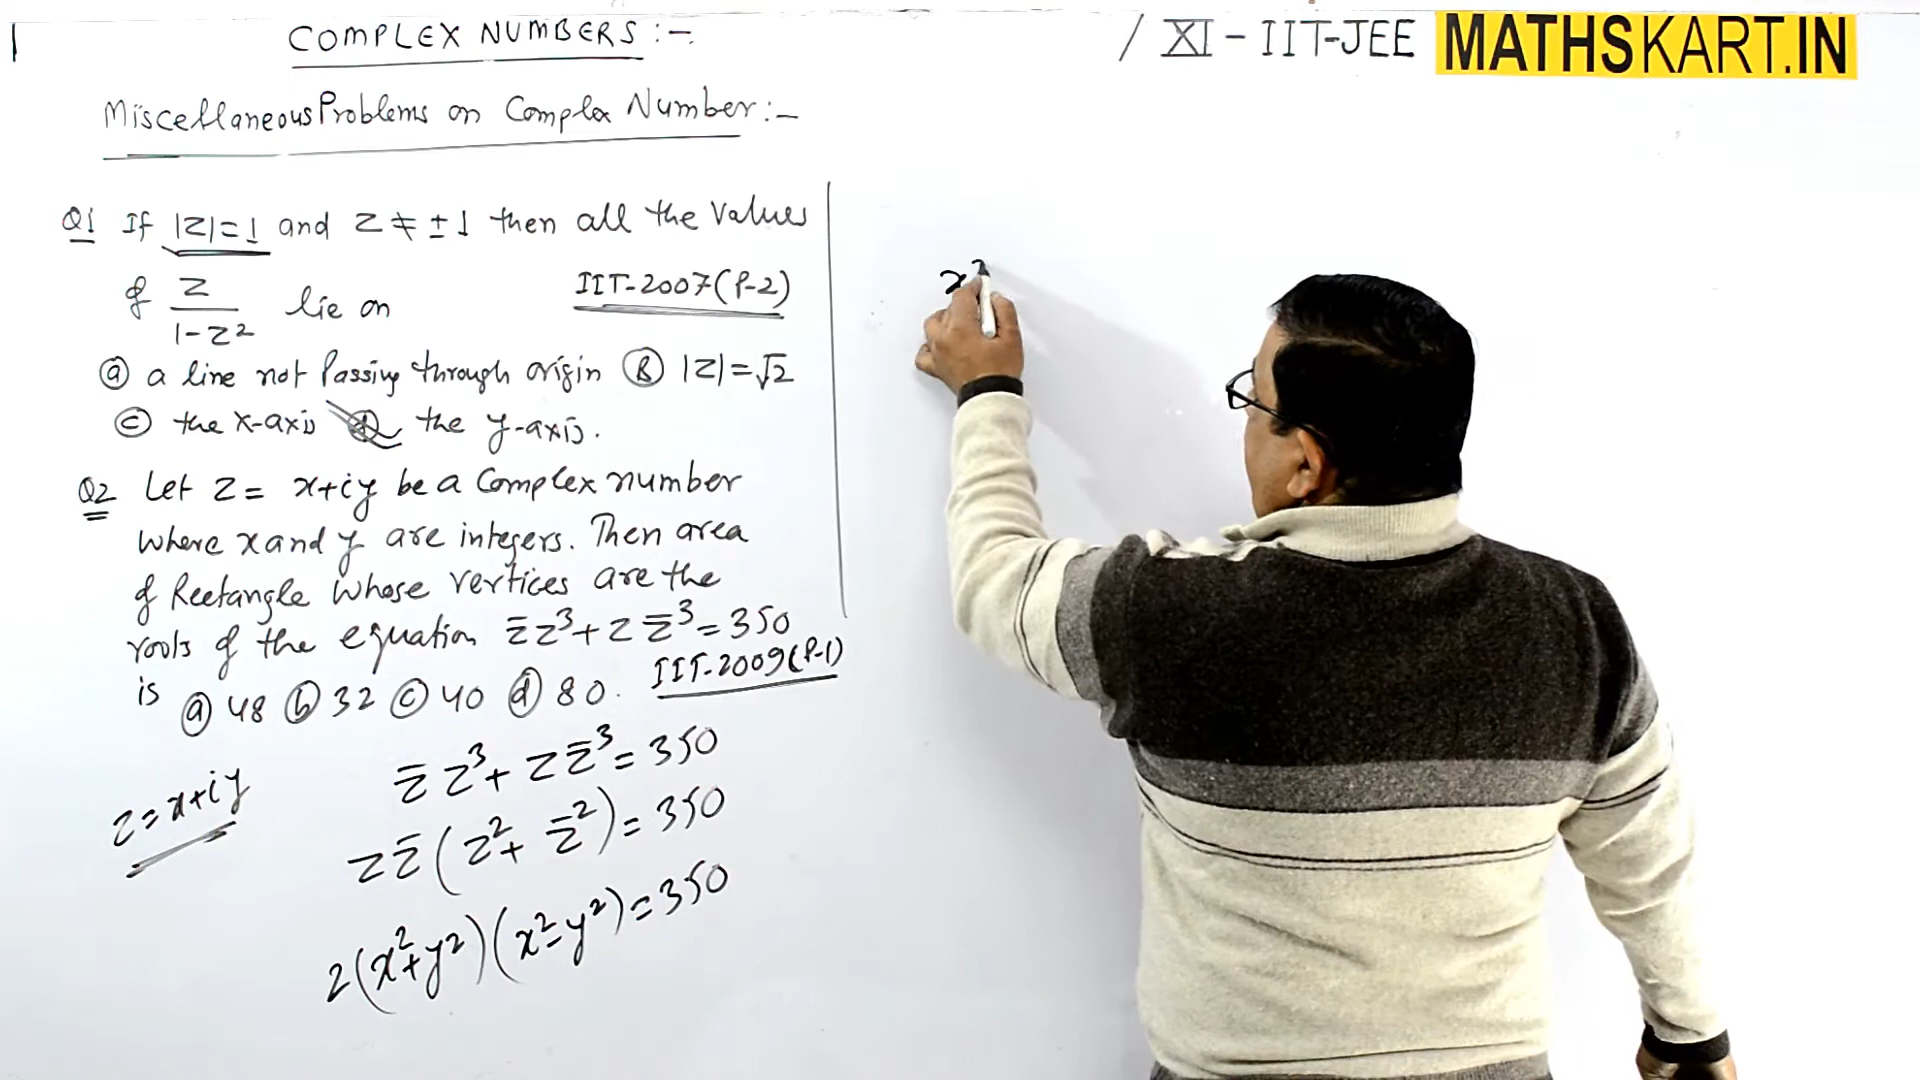 COMPLEX NUMBERS :-
/ XI - IIT-JEE MATHSKART.IN
Miscellaneous Problems on Complex Number :-
Q1 If |z|=1 and z ≠ ±1 then all the values
of z/(1-z²) lie on IIT-2007(P-2)
ⓐ a line not Passing through origin ⓑ |z|=√2
ⓒ the x-axis ⓓ the y-axis.
Q2 Let z = x+iy be a Complex number
where x and y are integers. Then area
of Rectangle whose vertices are the
roots of the equation z̄z³+zz̄³=350
is ⓐ 48 ⓑ 32 ⓒ 40 ⓓ 80. IIT-2009(P-1)
z=x+iy
z̄z³+zz̄³=350
zz̄(z²+z̄²)=350
2(x²+y²)(x²-y²)=350